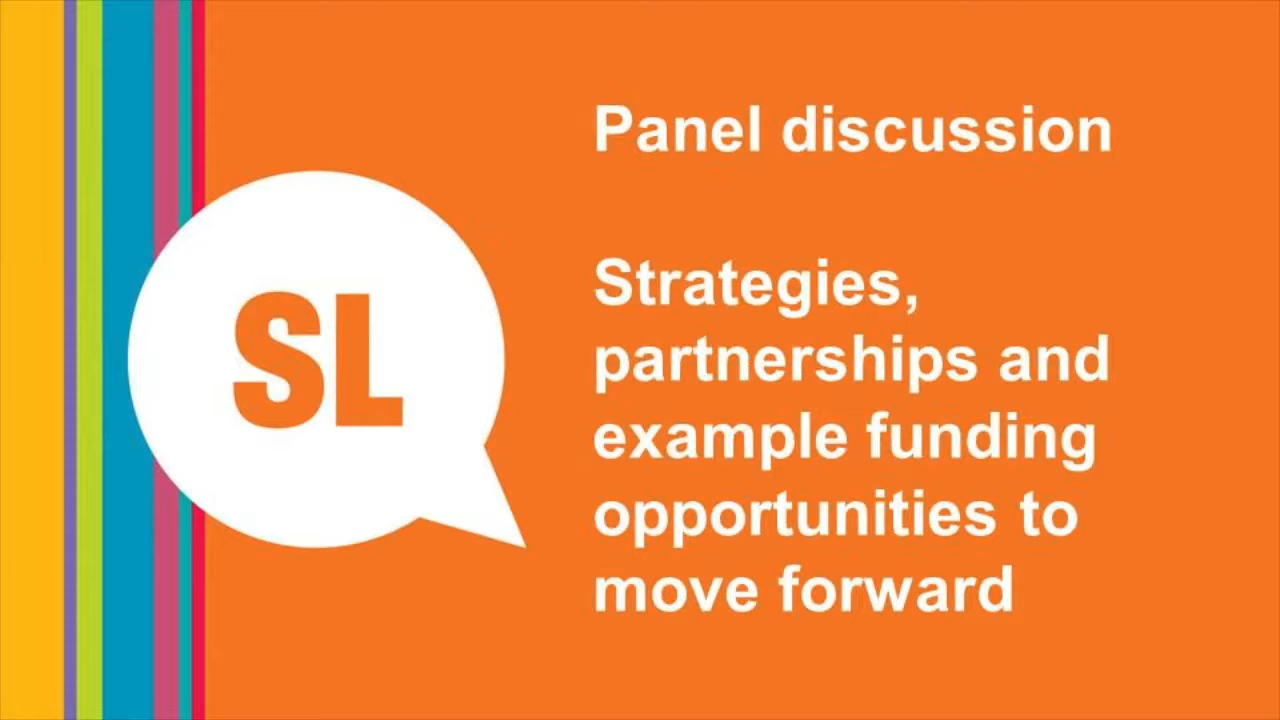 SL
Panel discussion
Strategies,
partnerships and
example funding
opportunities to
move forward